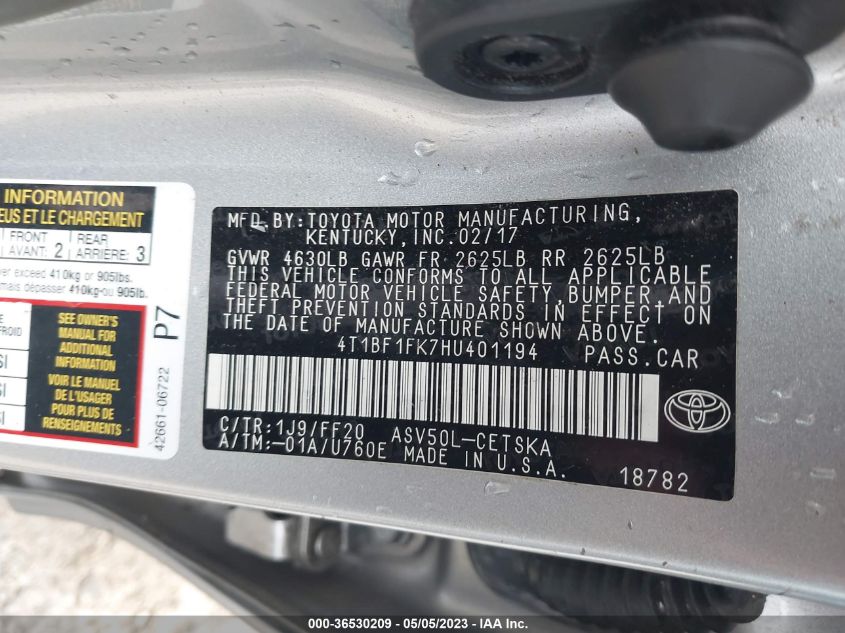 INFORMATION
EUS ET LE CHARGEMENT
FRONT
AVANT: 2
REAR
ARRIÈRE: 3
ver exceed 410kg or 905lbs.
mais dépasser 410kg-ou 905lb.
SEE OWNER'S
MANUAL FOR
ADDITIONAL
INFORMATION
VOIR LE MANUEL
DE L'USAGER
POUR PLUS DE
RENSEIGNEMENTS
P7
42661-06722
MFD. BY:TOYOTA MOTOR MANUFACTURING,
KENTUCKY,INC.02/17
GVWR 4630LB GAWR FR 2625LB RR 2625LB
THIS VEHICLE CONFORMS TO ALL APPLICABLE
FEDERAL MOTOR VEHICLE SAFETY,BUMPER,AND
THEFT PREVENTION STANDARDS IN EFFECT ON
THE DATE OF MANUFACTURE SHOWN ABOVE.
4T1BF1FK7HU401194 PASS.CAR
C/TR:1J9/FF20 ASV50L-CETSKA
A/TM:-01A/U760E MADE IN U.S.A.
18782
000-36530209 - 05/05/2023 - IAAI, Inc.